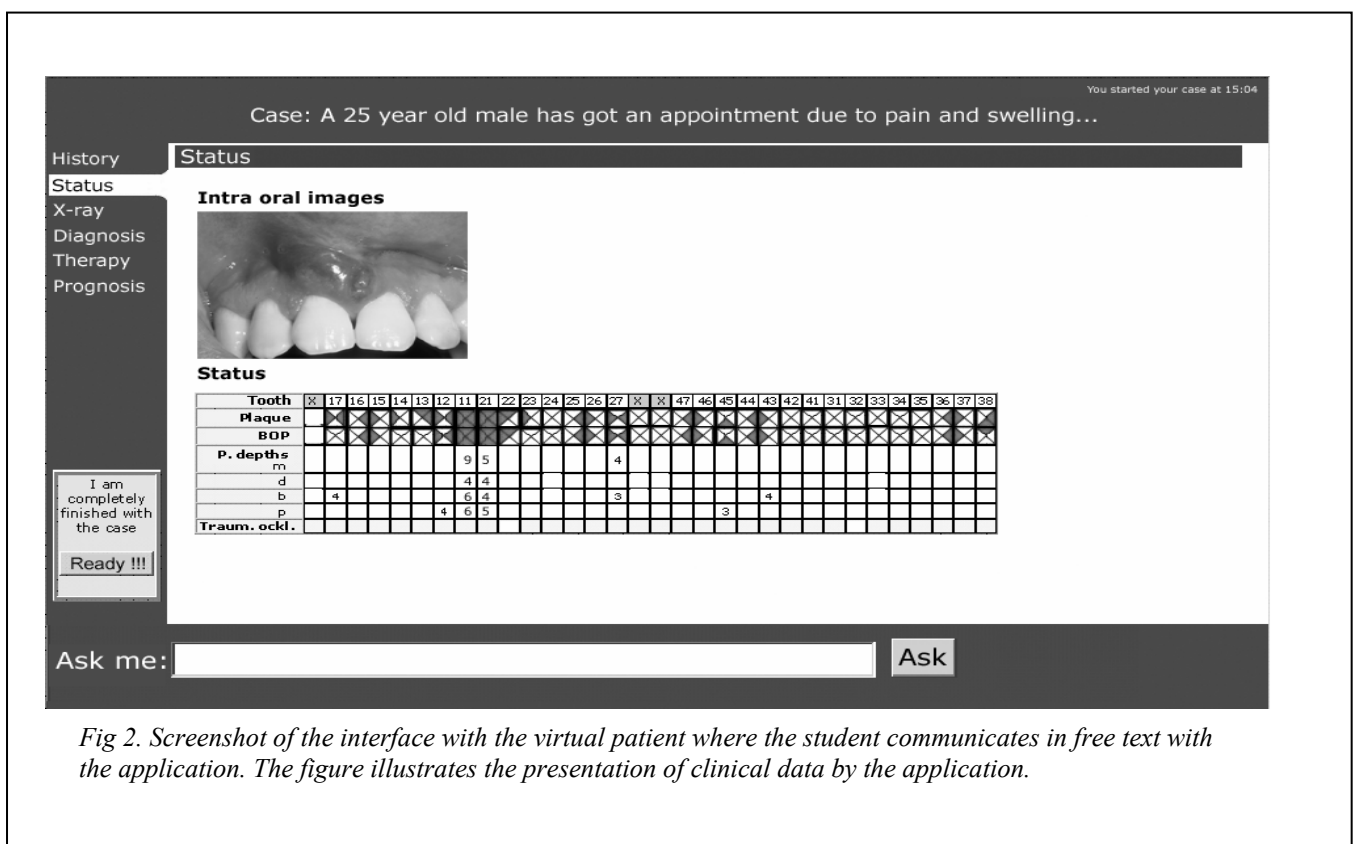 You started your case at 15:04
Case: A 25 year old male has got an appointment due to pain and swelling...
History
Status
X-ray
Diagnosis
Therapy
Prognosis
Status
Intra oral images
Status
Tooth X 17 16 15 14 13 12 11 21 22 23 24 25 26 27 X X 47 46 45 44 43 42 41 31 32 33 34 35 36 37 38
Plaque
BOP
P. depths
m 9 5 4
d 4 4
b 4 6 4 3 4
p 4 6 5 3
Traum. ockl.
I am
completely
finished with
the case
Ready !!!
Ask me:
Ask
Fig 2. Screenshot of the interface with the virtual patient where the student communicates in free text with
the application. The figure illustrates the presentation of clinical data by the application.